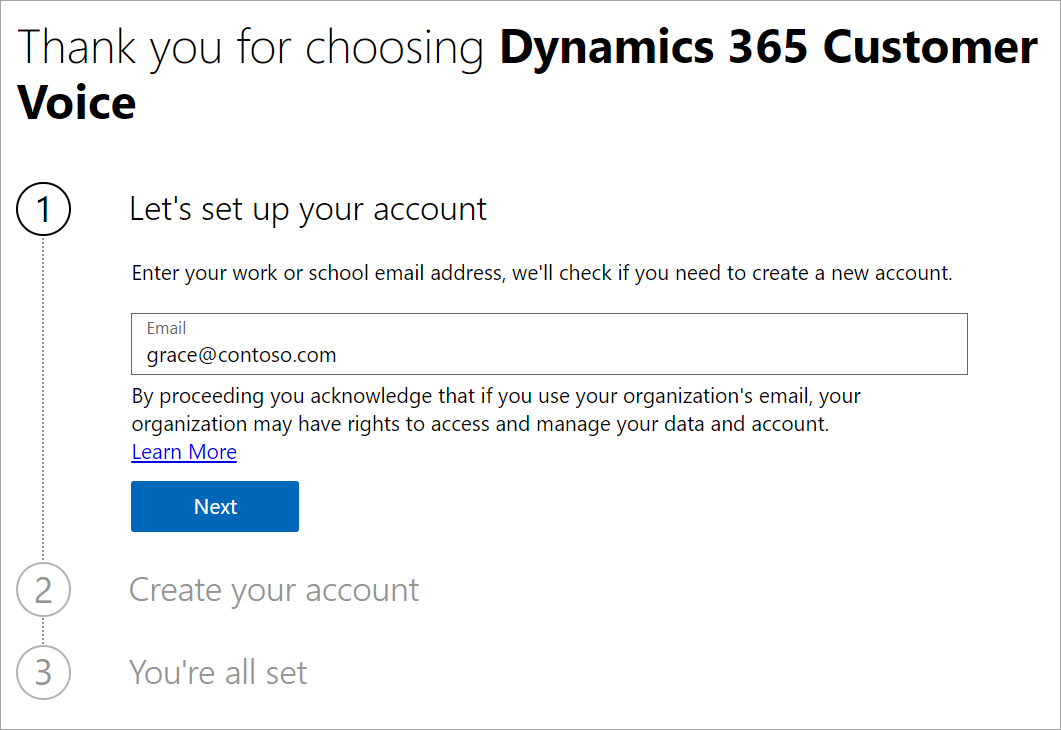 Thank you for choosing Dynamics 365 Customer
Voice
1
Let's set up your account
Enter your work or school email address, we'll check if you need to create a new account.
Email
grace@contoso.com
By proceeding you acknowledge that if you use your organization's email, your
organization may have rights to access and manage your data and account.
Learn More
Next
2
Create your account
3
You're all set